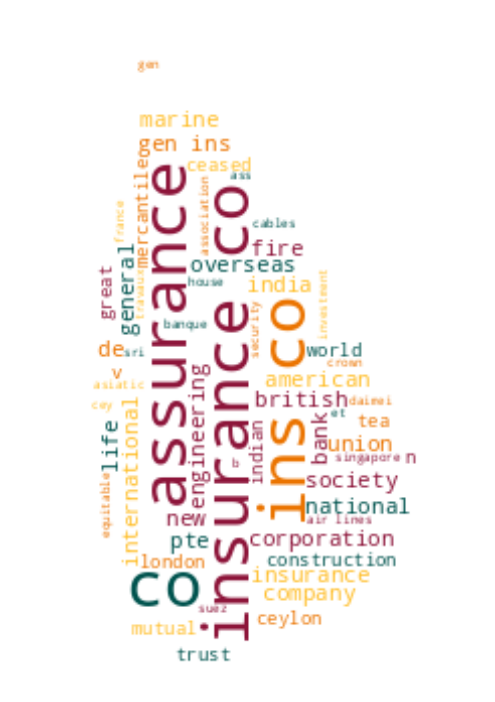 gen
marine
gen ins
ceased
ass
mercantile
association
france
assurance
insurance co
cables
fire
overseas
great
general
house
india
investment
banque
security
ins co
de
sri
world
crown
v
asiatic
american
cey
british
daimei
et
engineering
tea
life
international
indian
bank
union
br
singapore
n
equitable
society
national
new
air lines
pte
corporation
london
construction
co
insurance
company
suez
ceylon
mutual
trust